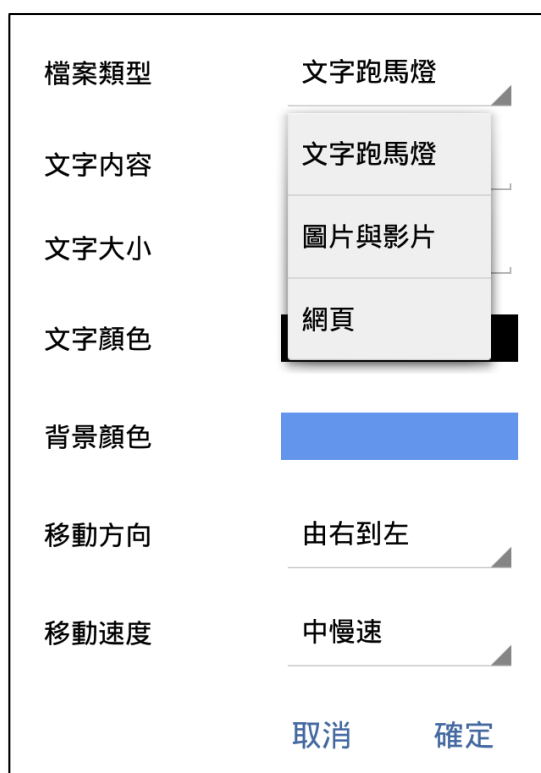 檔案類型 文字跑馬燈
文字內容 文字跑馬燈
文字大小 圖片與影片
文字顏色 網頁
背景顏色
移動方向 由右到左
移動速度 中慢速
取消 確定